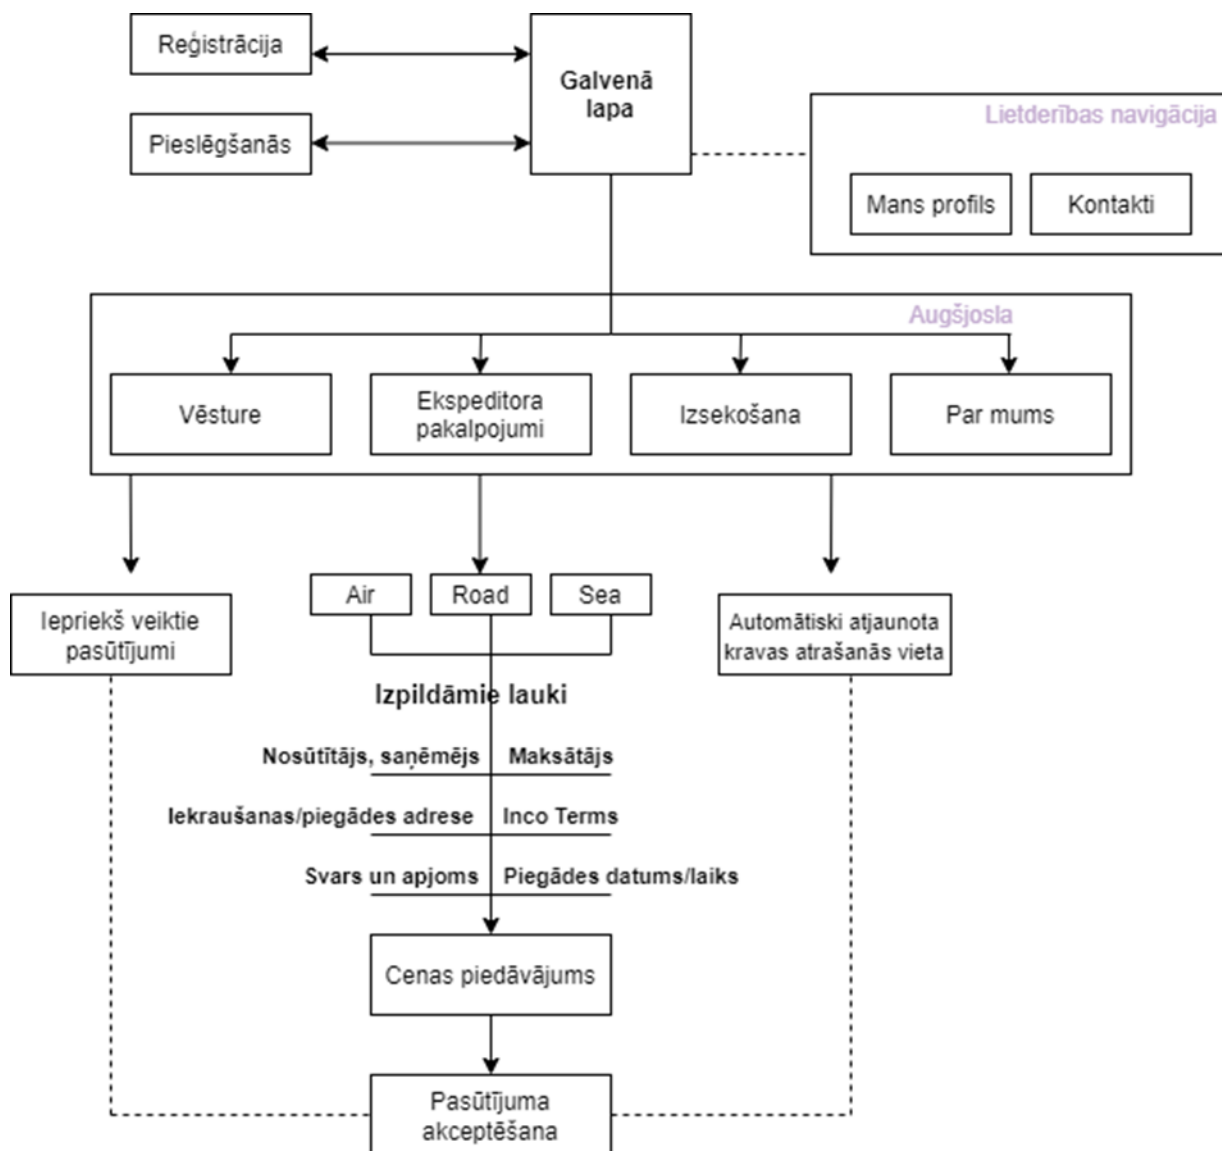 Reģistrācija
Galvenā
lapa
Pieslēgšanās
Lietderības navigācija
Mans profils
Kontakti
Augšjosla
Vēsture
Ekspeditora
pakalpojumi
Izsekošana
Par mums
Iepriekš veiktie
pasūtījumi
Air
Road
Sea
Automātiski atjaunota
kravas atrašanās vieta
Izpildāmie lauki
Nosūtītājs, saņēmējs
Maksātājs
Iekraušanas/piegādes adrese
Inco Terms
Svars un apjoms
Piegādes datums/laiks
Cenas piedāvājums
Pasūtījuma
akceptēšana